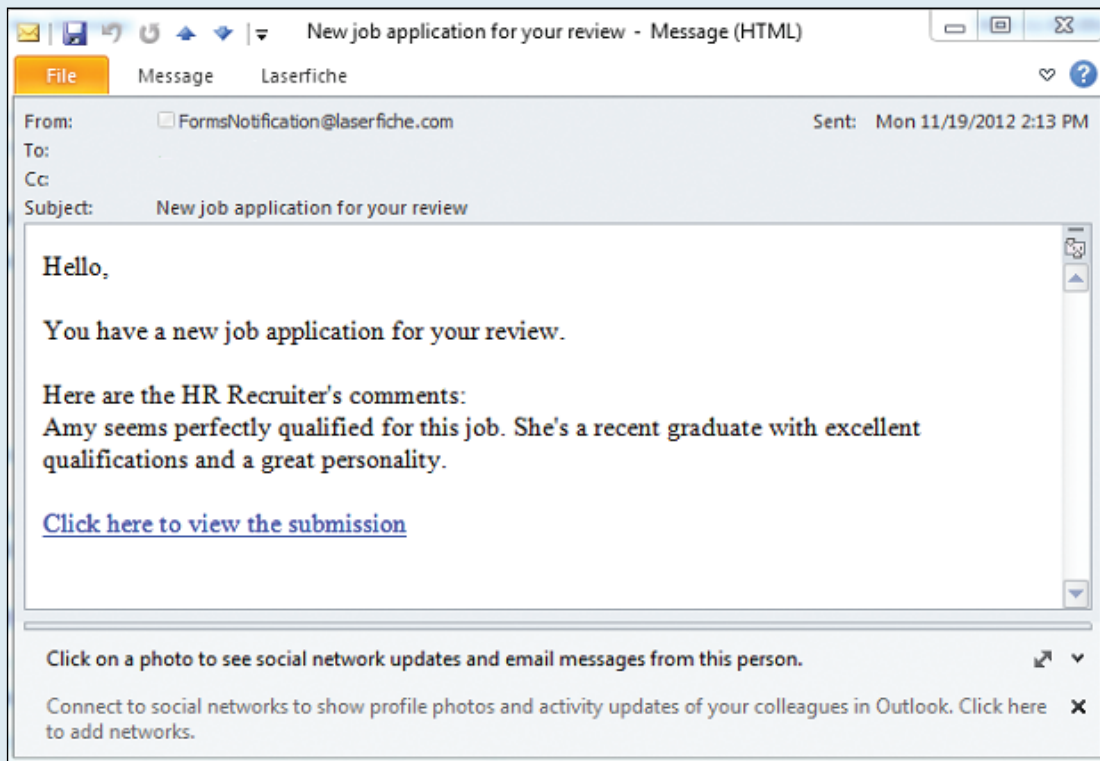 New job application for your review - Message (HTML)
File Message Laserfiche
From: FormsNotification@laserfiche.com Sent: Mon 11/19/2012 2:13 PM
To:
Cc:
Subject: New job application for your review
Hello,
You have a new job application for your review.
Here are the HR Recruiter's comments:
Amy seems perfectly qualified for this job. She's a recent graduate with excellent
qualifications and a great personality.
Click here to view the submission
Click on a photo to see social network updates and email messages from this person.
Connect to social networks to show profile photos and activity updates of your colleagues in Outlook. Click here
to add networks.